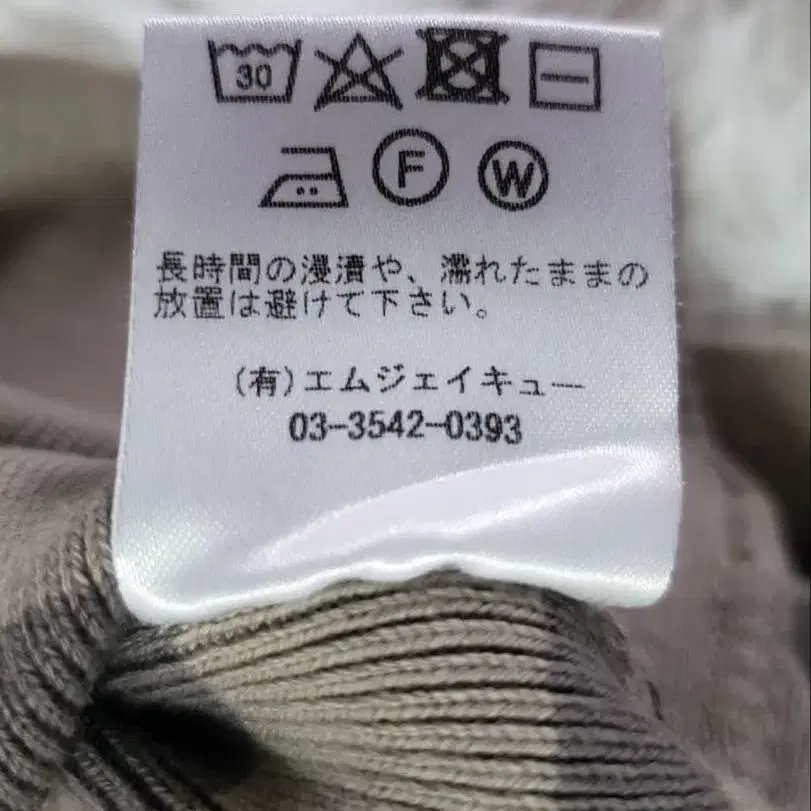 30
F W
長時間の浸漬や、濡れたままの
放置は避けて下さい。
(有)エムジェイキュー
03-3542-0393